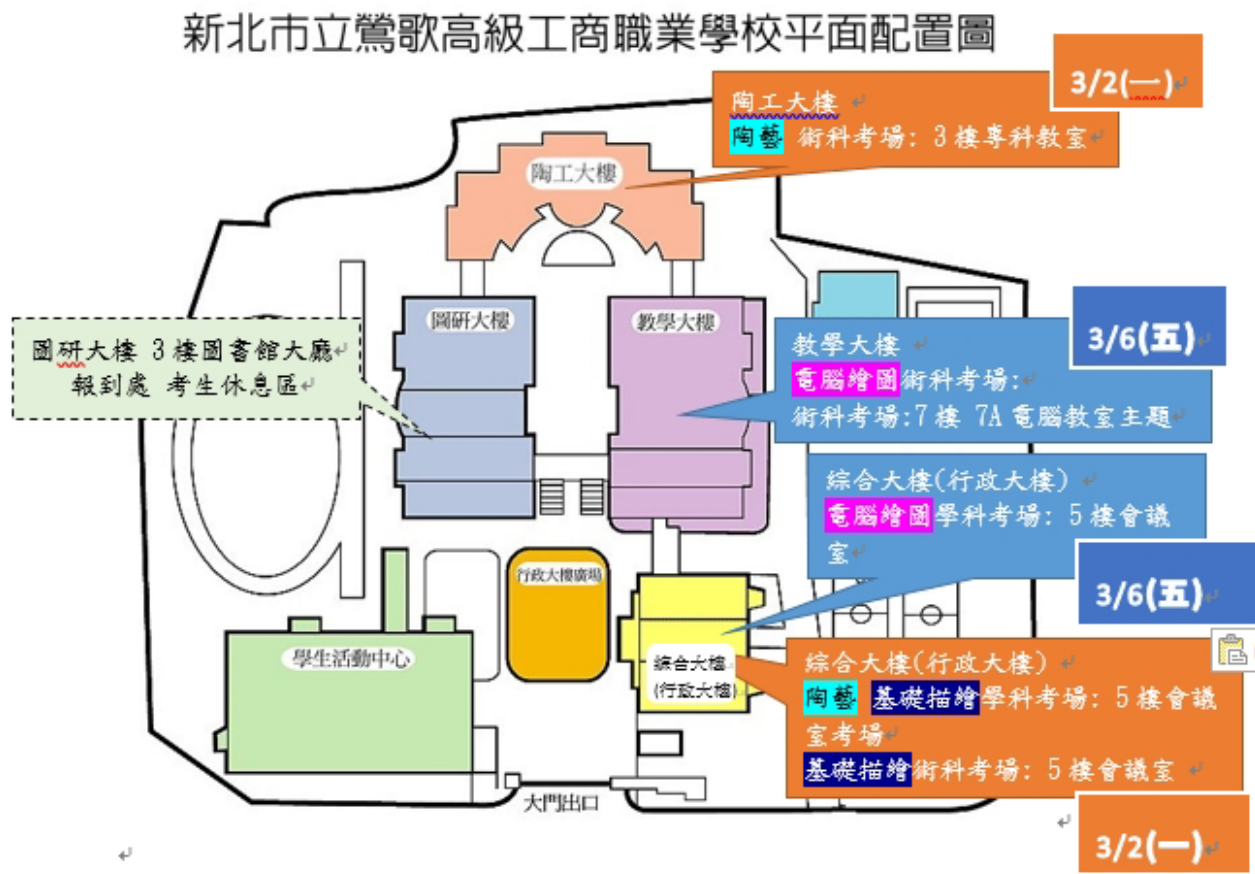 新北市立鶯歌高級工商職業學校平面配置圖
3/2(一)
陶工大樓
陶藝 術科考場: 3樓專科教室
陶工大樓
圖研大樓
教學大樓
圖研大樓 3樓圖書館大廳
報到處 考生休息區
3/6(五)
教學大樓
電腦繪圖術科考場:
術科考場:7樓 7A電腦教室主題
綜合大樓(行政大樓)
電腦繪圖學科考場: 5樓會議
室
3/6(五)
行政大樓廣場
學生活動中心
綜合大樓
(行政大樓)
綜合大樓(行政大樓)
陶藝 基礎描繪學科考場: 5樓會議
室考場
基礎描繪術科考場: 5樓會議室
大門出口
3/2(一)